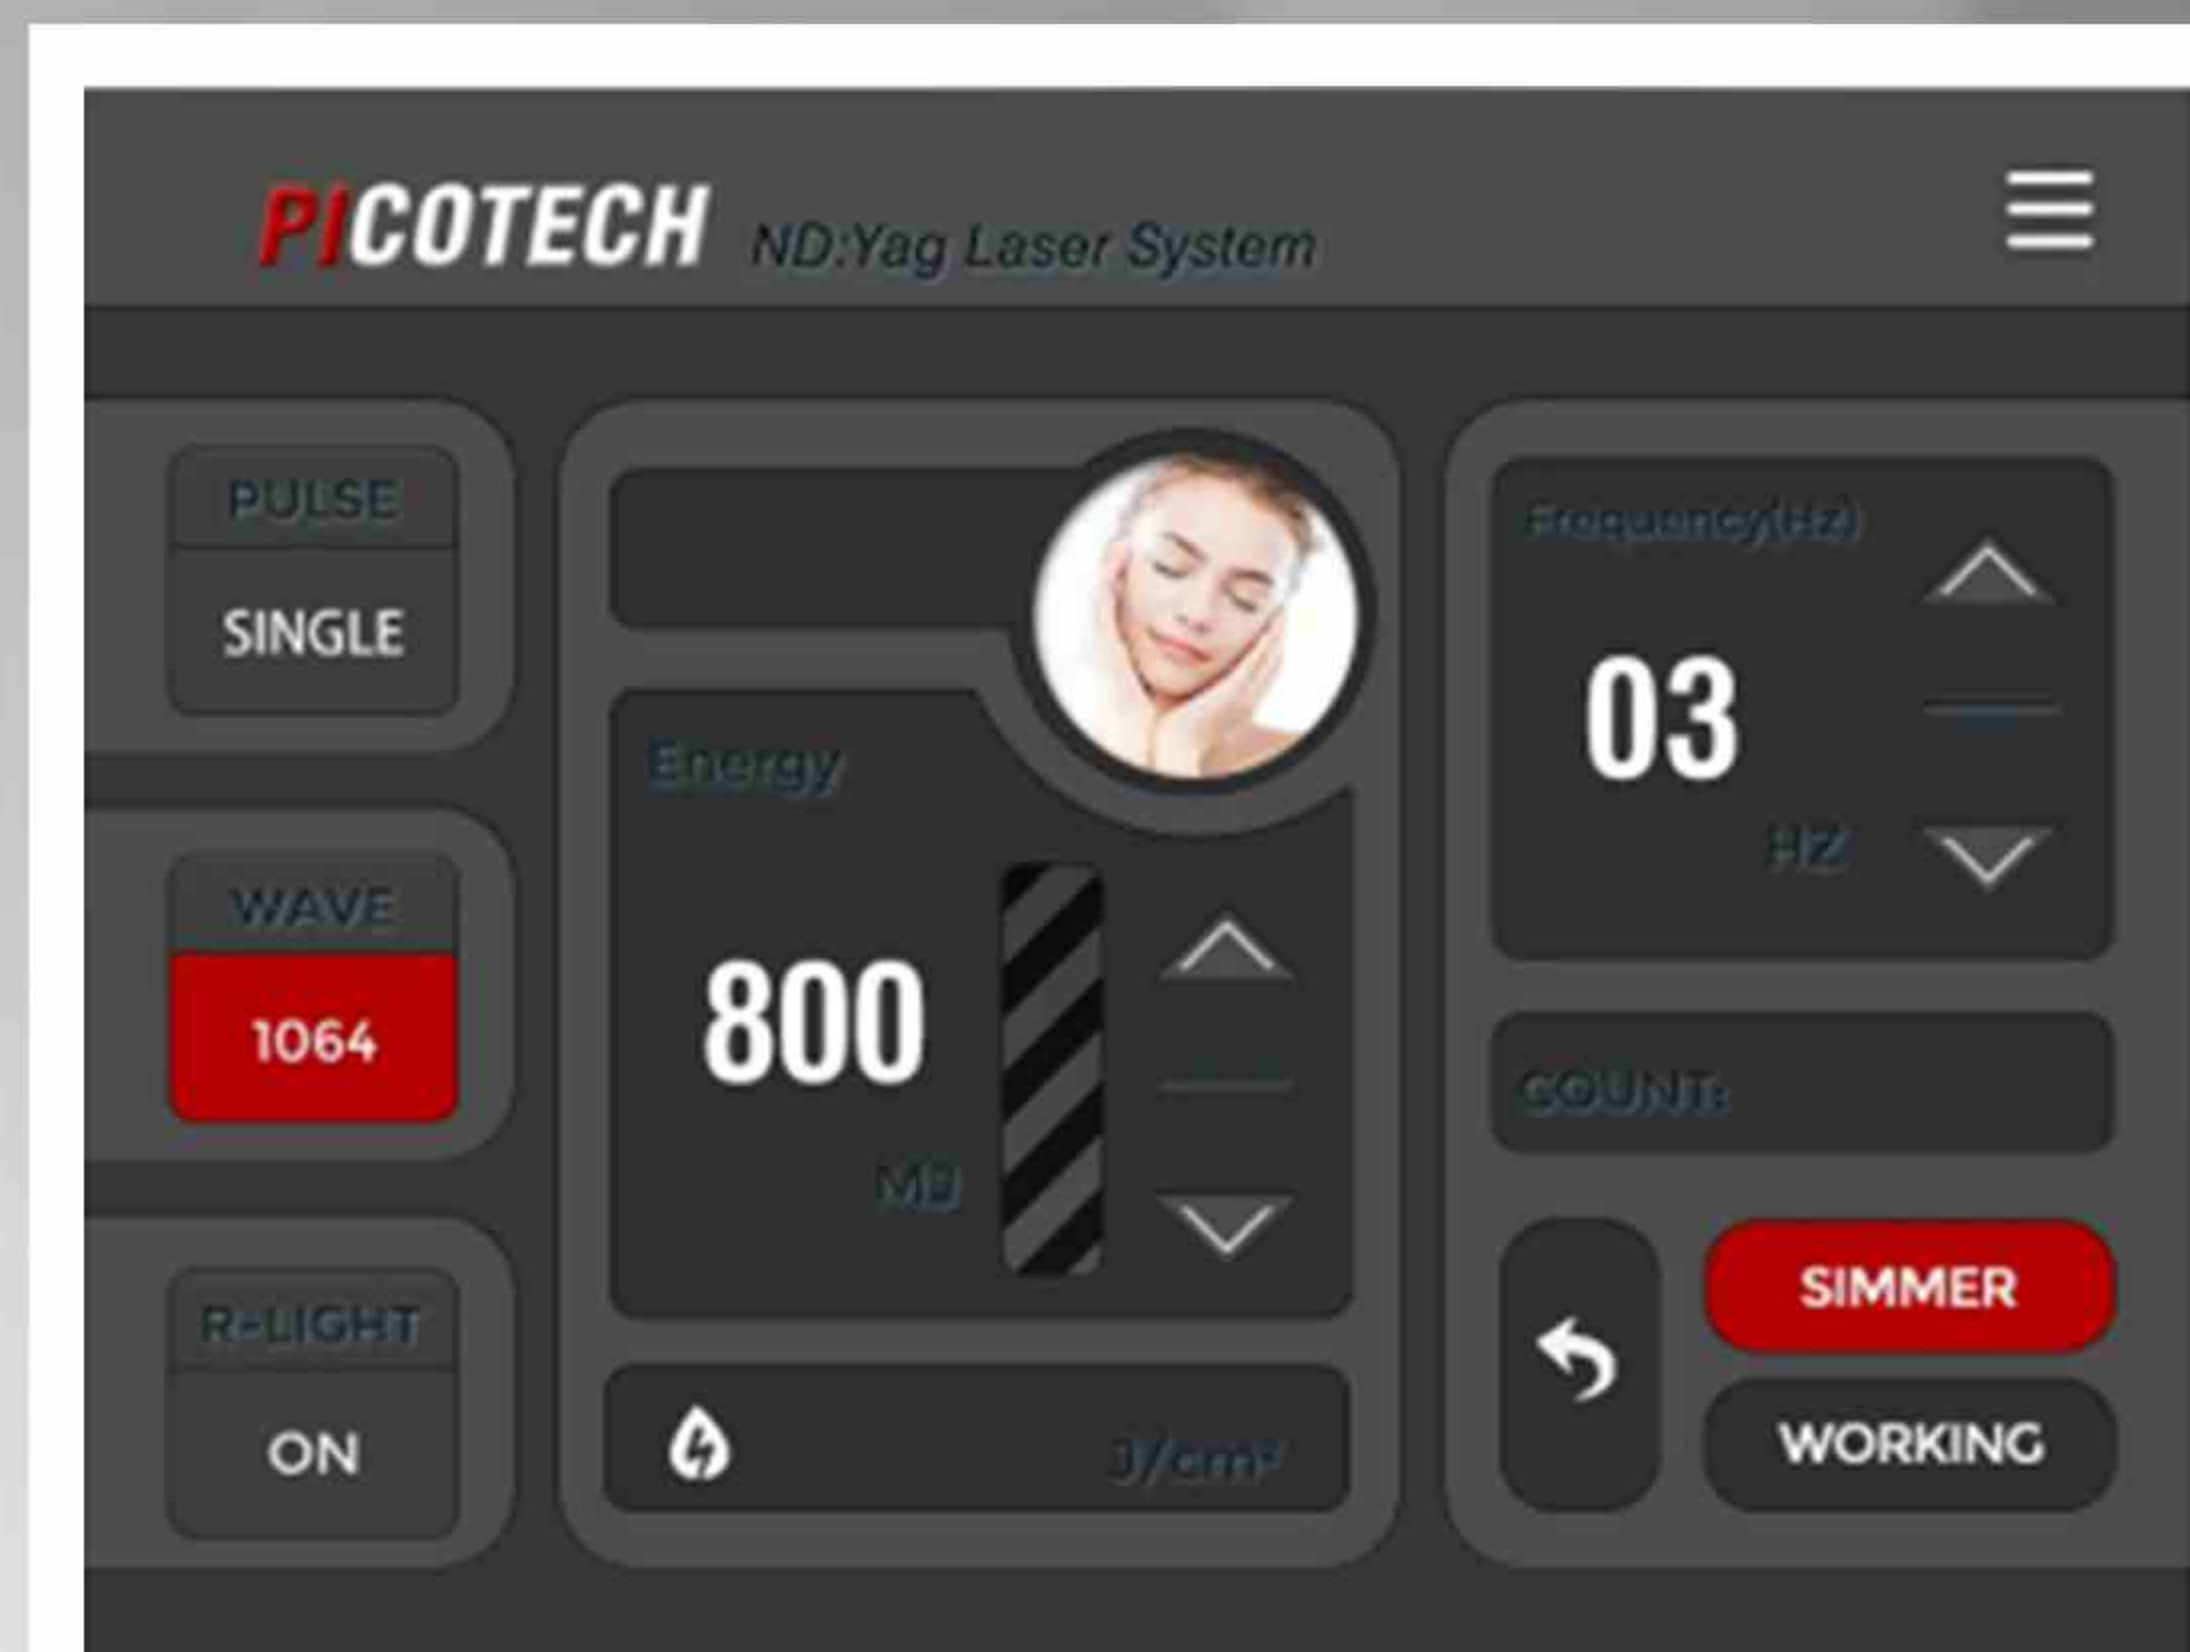 PICOTECH ND:Yag Laser System
PULSE
SINGLE
WAVE
1064
R-LIGHT
ON
Energy
800
MJ
J/cm²
Frequency(Hz)
03
HZ
COUNT:
SIMMER
WORKING